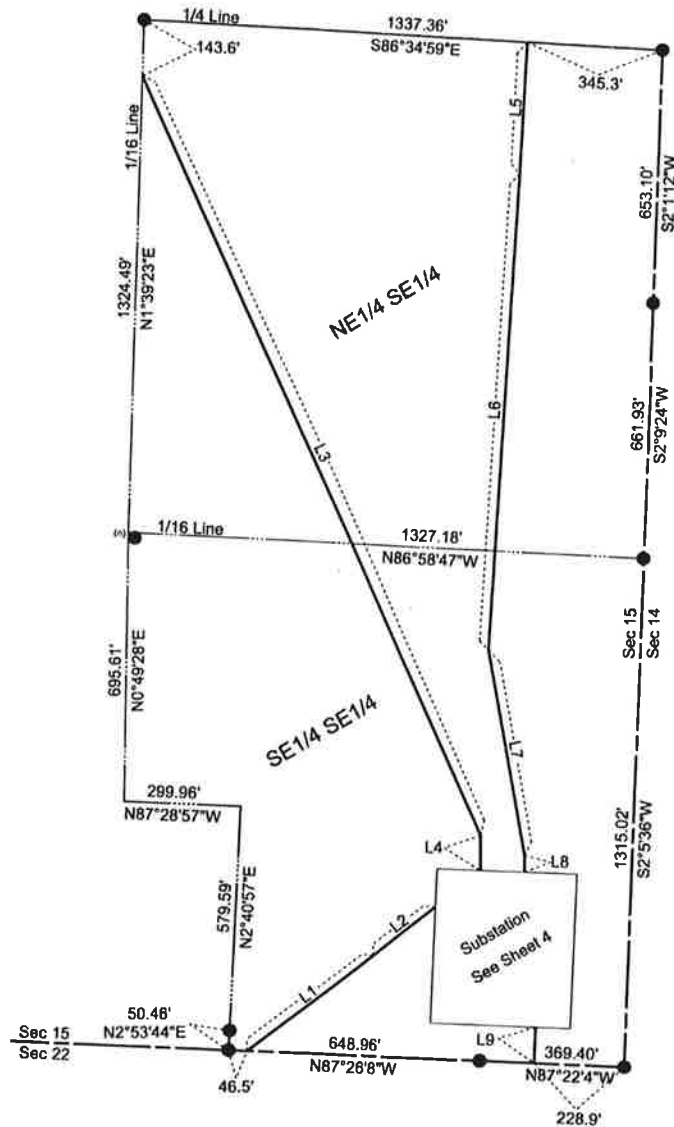 1/4 Line
1337.36'
S86°34'59"E
143.6'
345.3'
L5
1/16 Line
653.10'
S2°1'12"W
1324.49'
N1°39'23"E
NE1/4 SE1/4
L6
L3
661.93'
S2°9'24"W
1/16 Line
1327.18'
N86°58'47"W
Sec 15
Sec 14
695.61'
N0°49'28"E
SE1/4 SE1/4
L7
299.96'
N87°28'57"W
L4
L8
1315.02'
S2°5'36"W
579.59'
N2°40'57"E
L2
L1
Substation
See Sheet 4
50.46'
N2°53'44"E
Sec 15
Sec 22
648.96'
N87°26'8"W
L9
369.40'
N87°22'4"W
46.5'
228.9'